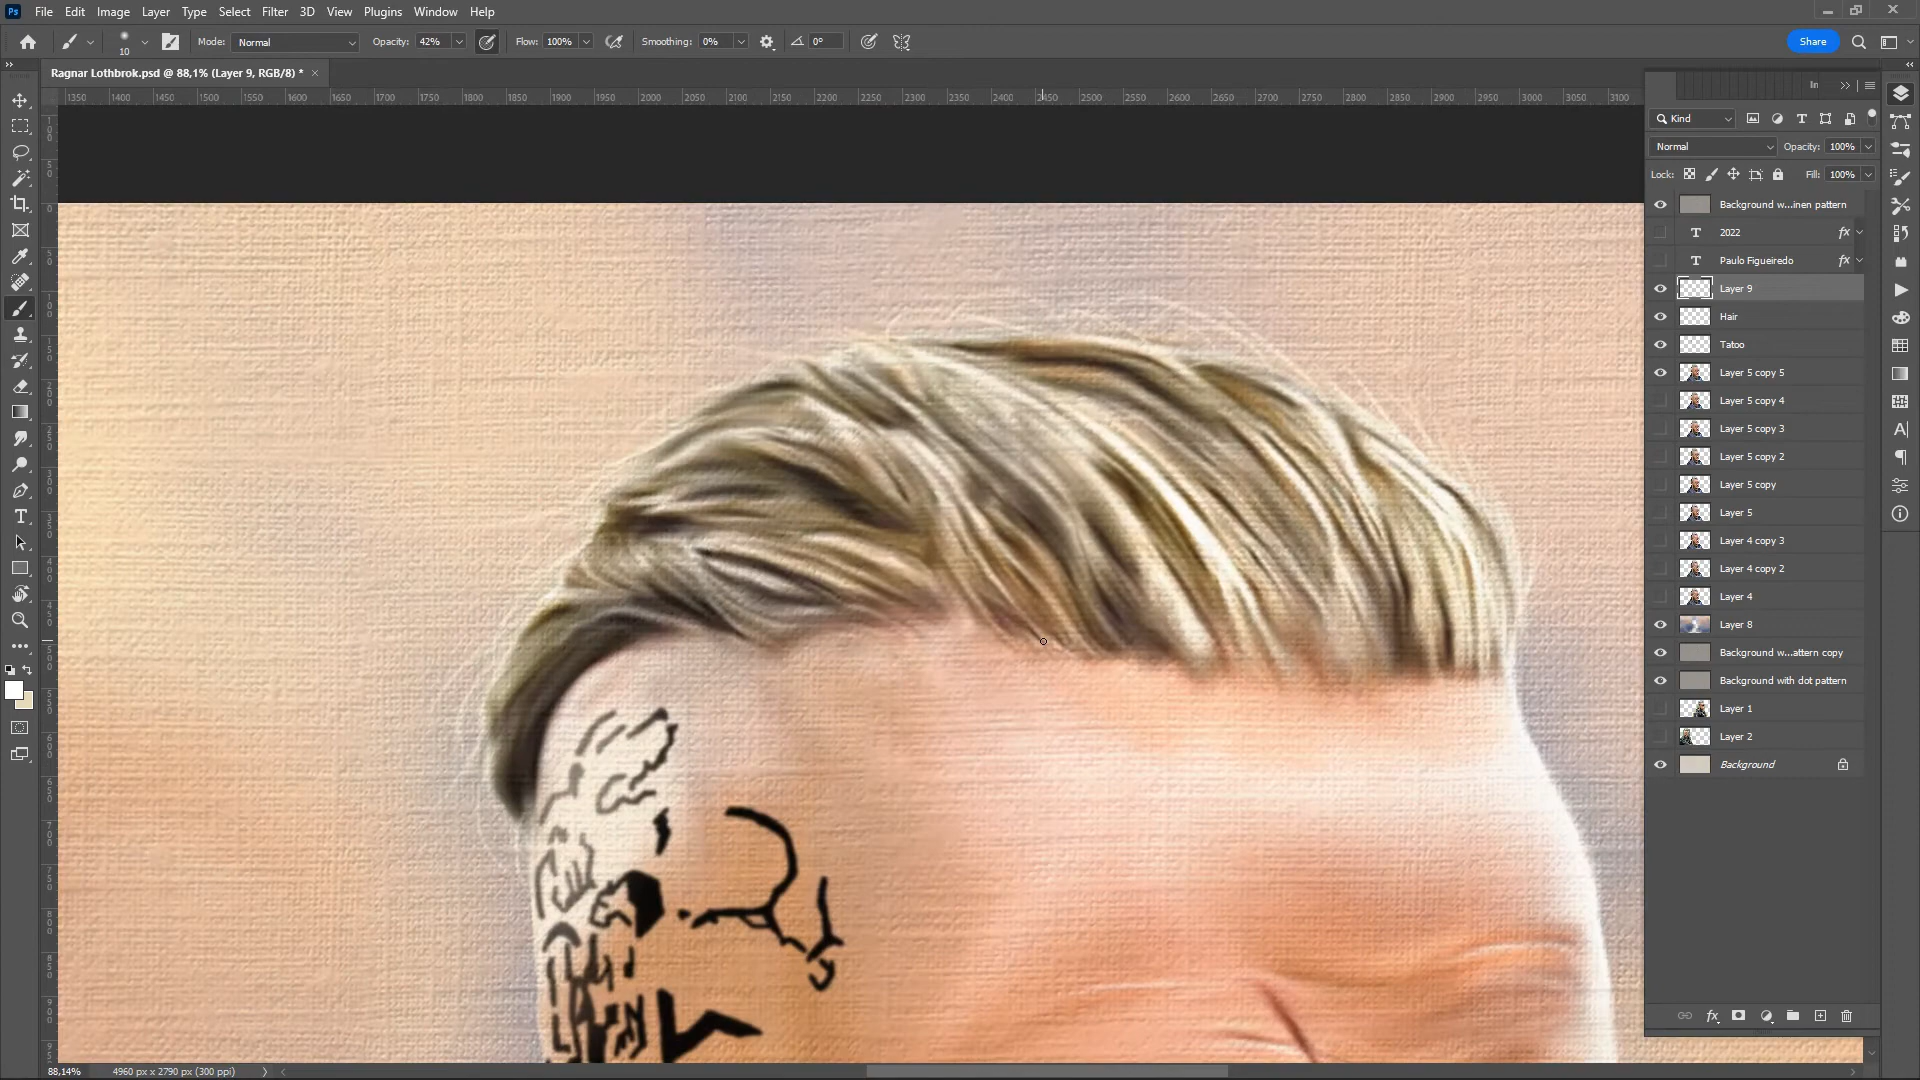 Ps File Edit Image Layer Type Select Filter 3D View Plugins Window Help
10 Mode: Normal Opacity: 42% Flow: 100% Smoothing: 0% 0° Share
Ragnar Lothbrok.psd @ 88,1% (Layer 9, RGB/8) *
1350 1400 1450 1500 1550 1600 1650 1700 1750 1800 1850 1900 1950 2000 2050 2100 2150 2200 2250 2300 2350 2400 2450 2500 2550 2600 2650 2700 2750 2800 2850 2900 2950 3000 3050 3100
Kind
Normal Opacity: 100%
Lock: Fill: 100%
Background w...inen pattern
2022 fx
Paulo Figueiredo fx
Layer 9
Hair
Tatoo
Layer 5 copy 5
Layer 5 copy 4
Layer 5 copy 3
Layer 5 copy 2
Layer 5 copy
Layer 5
Layer 4 copy 3
Layer 4 copy 2
Layer 4
Layer 8
Background w...attern copy
Background with dot pattern
Layer 1
Layer 2
Background
fx
88,14% 4960 px x 2790 px (300 ppi)